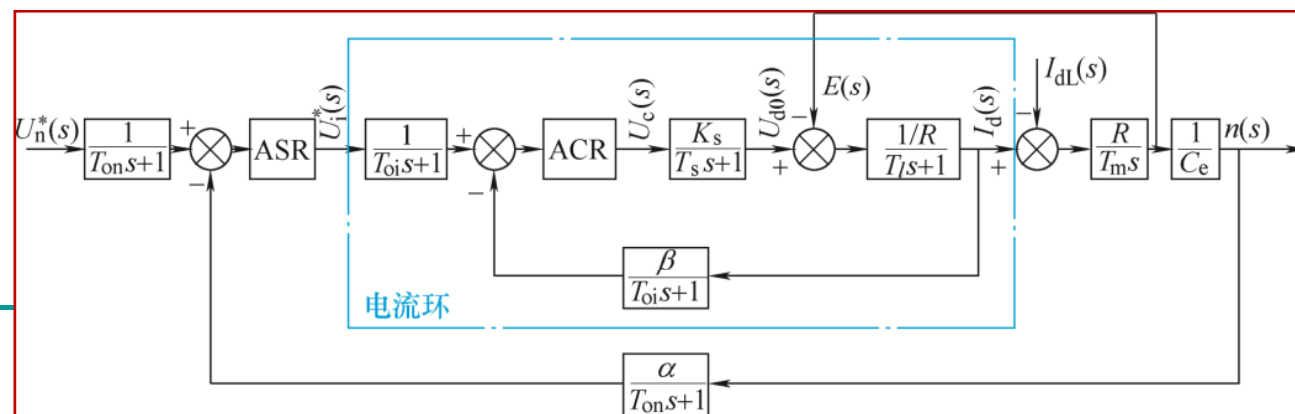 U*n(s)
1
Tons+1
+
−
ASR
U*i(s)
1
Tois+1
+
−
ACR
Uc(s)
Ks
Tss+1
Ud0(s)
+
−
E(s)
1/R
Tls+1
Id(s)
+
−
IdL(s)
R
Tms
1
Ce
n(s)
β
Tois+1
电流环
α
Tons+1